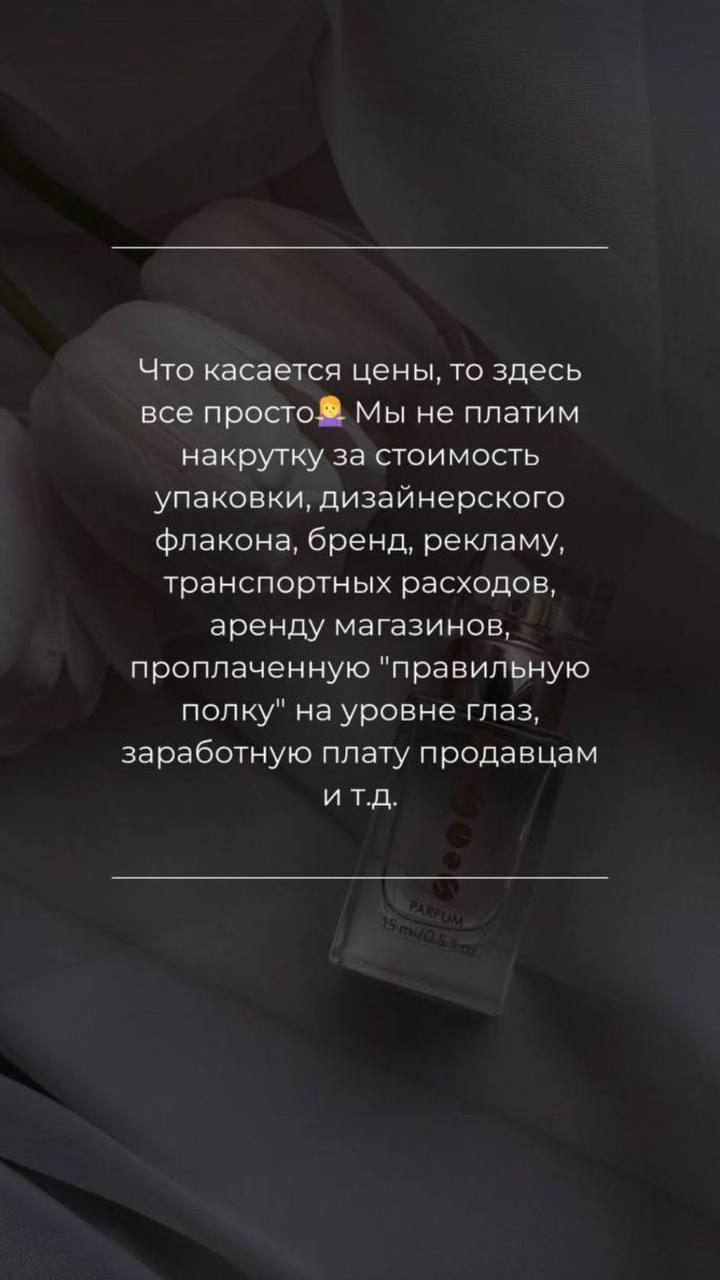 Что касается цены, то здесь
все просто🤷‍♀️ Мы не платим
накрутку за стоимость
упаковки, дизайнерского
флакона, бренд, рекламу,
транспортных расходов,
аренду магазинов,
проплаченную "правильную
полку" на уровне глаз,
заработную плату продавцам
и т.д.
PARFUM
15 ml/0.5 fl.oz.